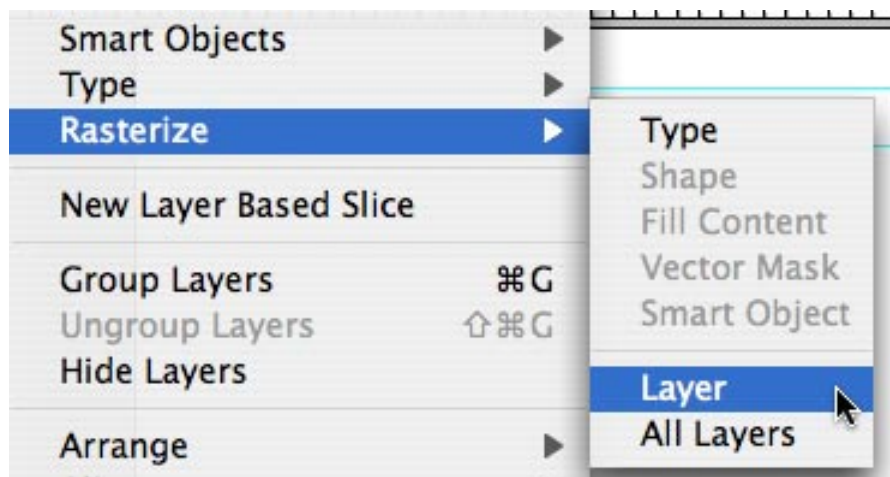 Smart Objects
Type
Rasterize
New Layer Based Slice
Group Layers ⌘G
Ungroup Layers ⇧⌘G
Hide Layers
Arrange
Type
Shape
Fill Content
Vector Mask
Smart Object
Layer
All Layers